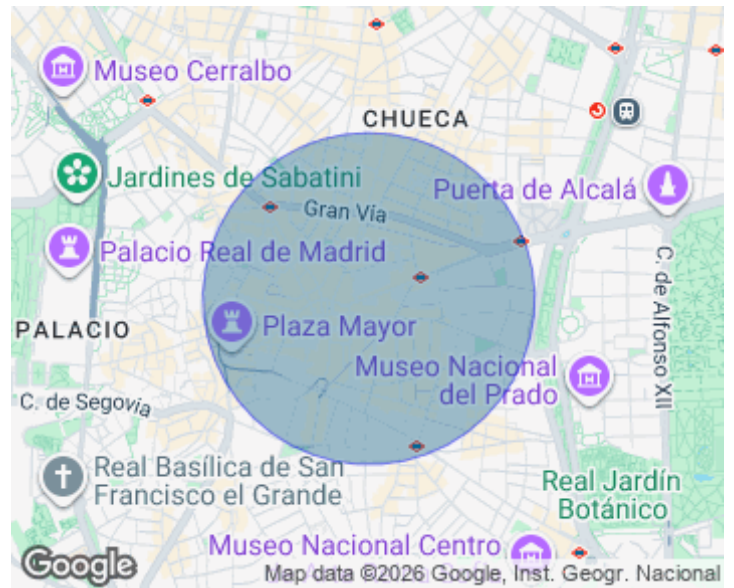 Museo Cerralbo
CHUECA
Jardines de Sabatini
Puerta de Alcalá
Gran Vía
Palacio Real de Madrid
C. de Alfonso XII
PALACIO
Plaza Mayor
Museo Nacional
del Prado
C. de Segovia
Real Basílica de San
Francisco el Grande
Real Jardín
Botánico
Museo Nacional Centro
Google
Map data ©2026 Google, Inst. Geogr. Nacional